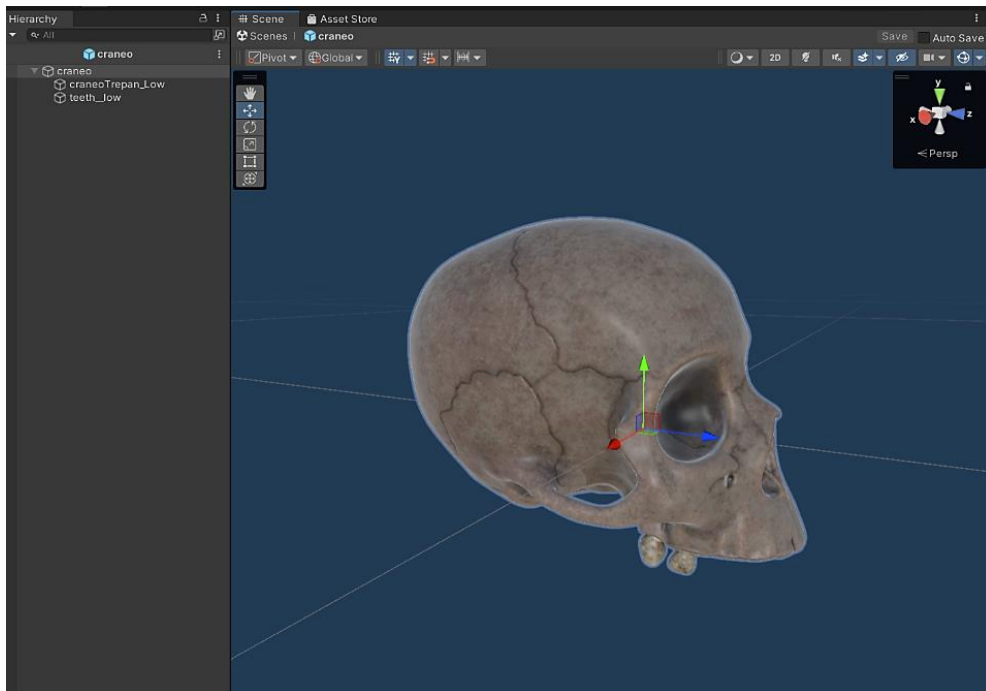 Hierarchy
Scene
Asset Store
All
Scenes | craneo
Save
Auto Save
craneo
Pivot
Global
2D
craneo
craneoTrepan_Low
teeth_low
y
x
z
Persp